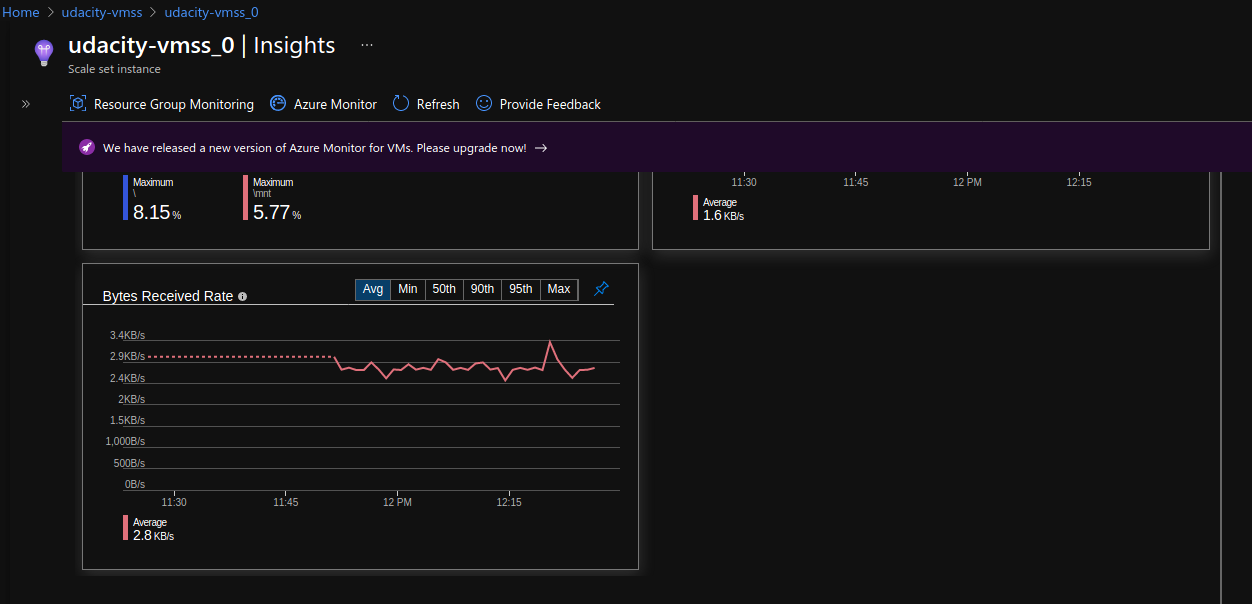 Home > udacity-vmss > udacity-vmss_0
udacity-vmss_0 | Insights ...
Scale set instance
» Resource Group Monitoring Azure Monitor Refresh Provide Feedback
We have released a new version of Azure Monitor for VMs. Please upgrade now! →
Maximum
\
8.15 %
Maximum
\mnt
5.77 %
11:30 11:45 12 PM 12:15
Average
1.6 KB/s
Bytes Received Rate
Avg Min 50th 90th 95th Max
3.4KB/s
2.9KB/s
2.4KB/s
2KB/s
1.5KB/s
1,000B/s
500B/s
0B/s
11:30 11:45 12 PM 12:15
Average
2.8 KB/s